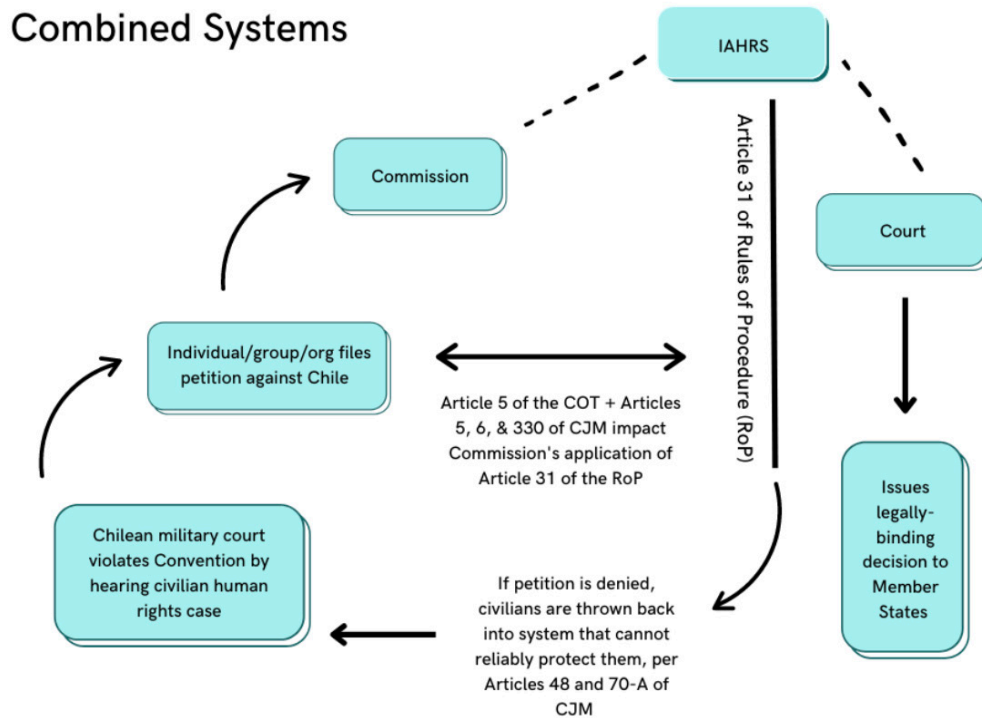 Combined Systems
IAHRS
Commission
Article 31 of Rules of Procedure (RoP)
Court
Individual/group/org files
petition against Chile
Article 5 of the COT + Articles
5, 6, & 330 of CJM impact
Commission's application of
Article 31 of the RoP
Issues
legally-
binding
decision to
Member
States
Chilean military court
violates Convention by
hearing civilian human
rights case
If petition is denied,
civilians are thrown back
into system that cannot
reliably protect them, per
Articles 48 and 70-A of
CJM